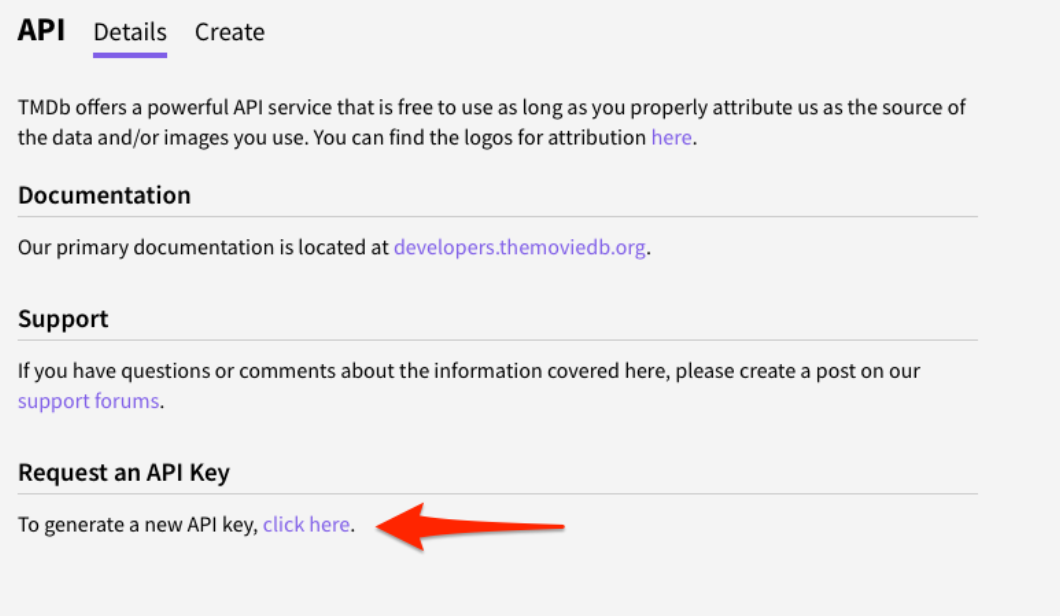 API Details Create
TMDb offers a powerful API service that is free to use as long as you properly attribute us as the source of
the data and/or images you use. You can find the logos for attribution here.
Documentation
Our primary documentation is located at developers.themoviedb.org.
Support
If you have questions or comments about the information covered here, please create a post on our
support forums.
Request an API Key
To generate a new API key, click here.